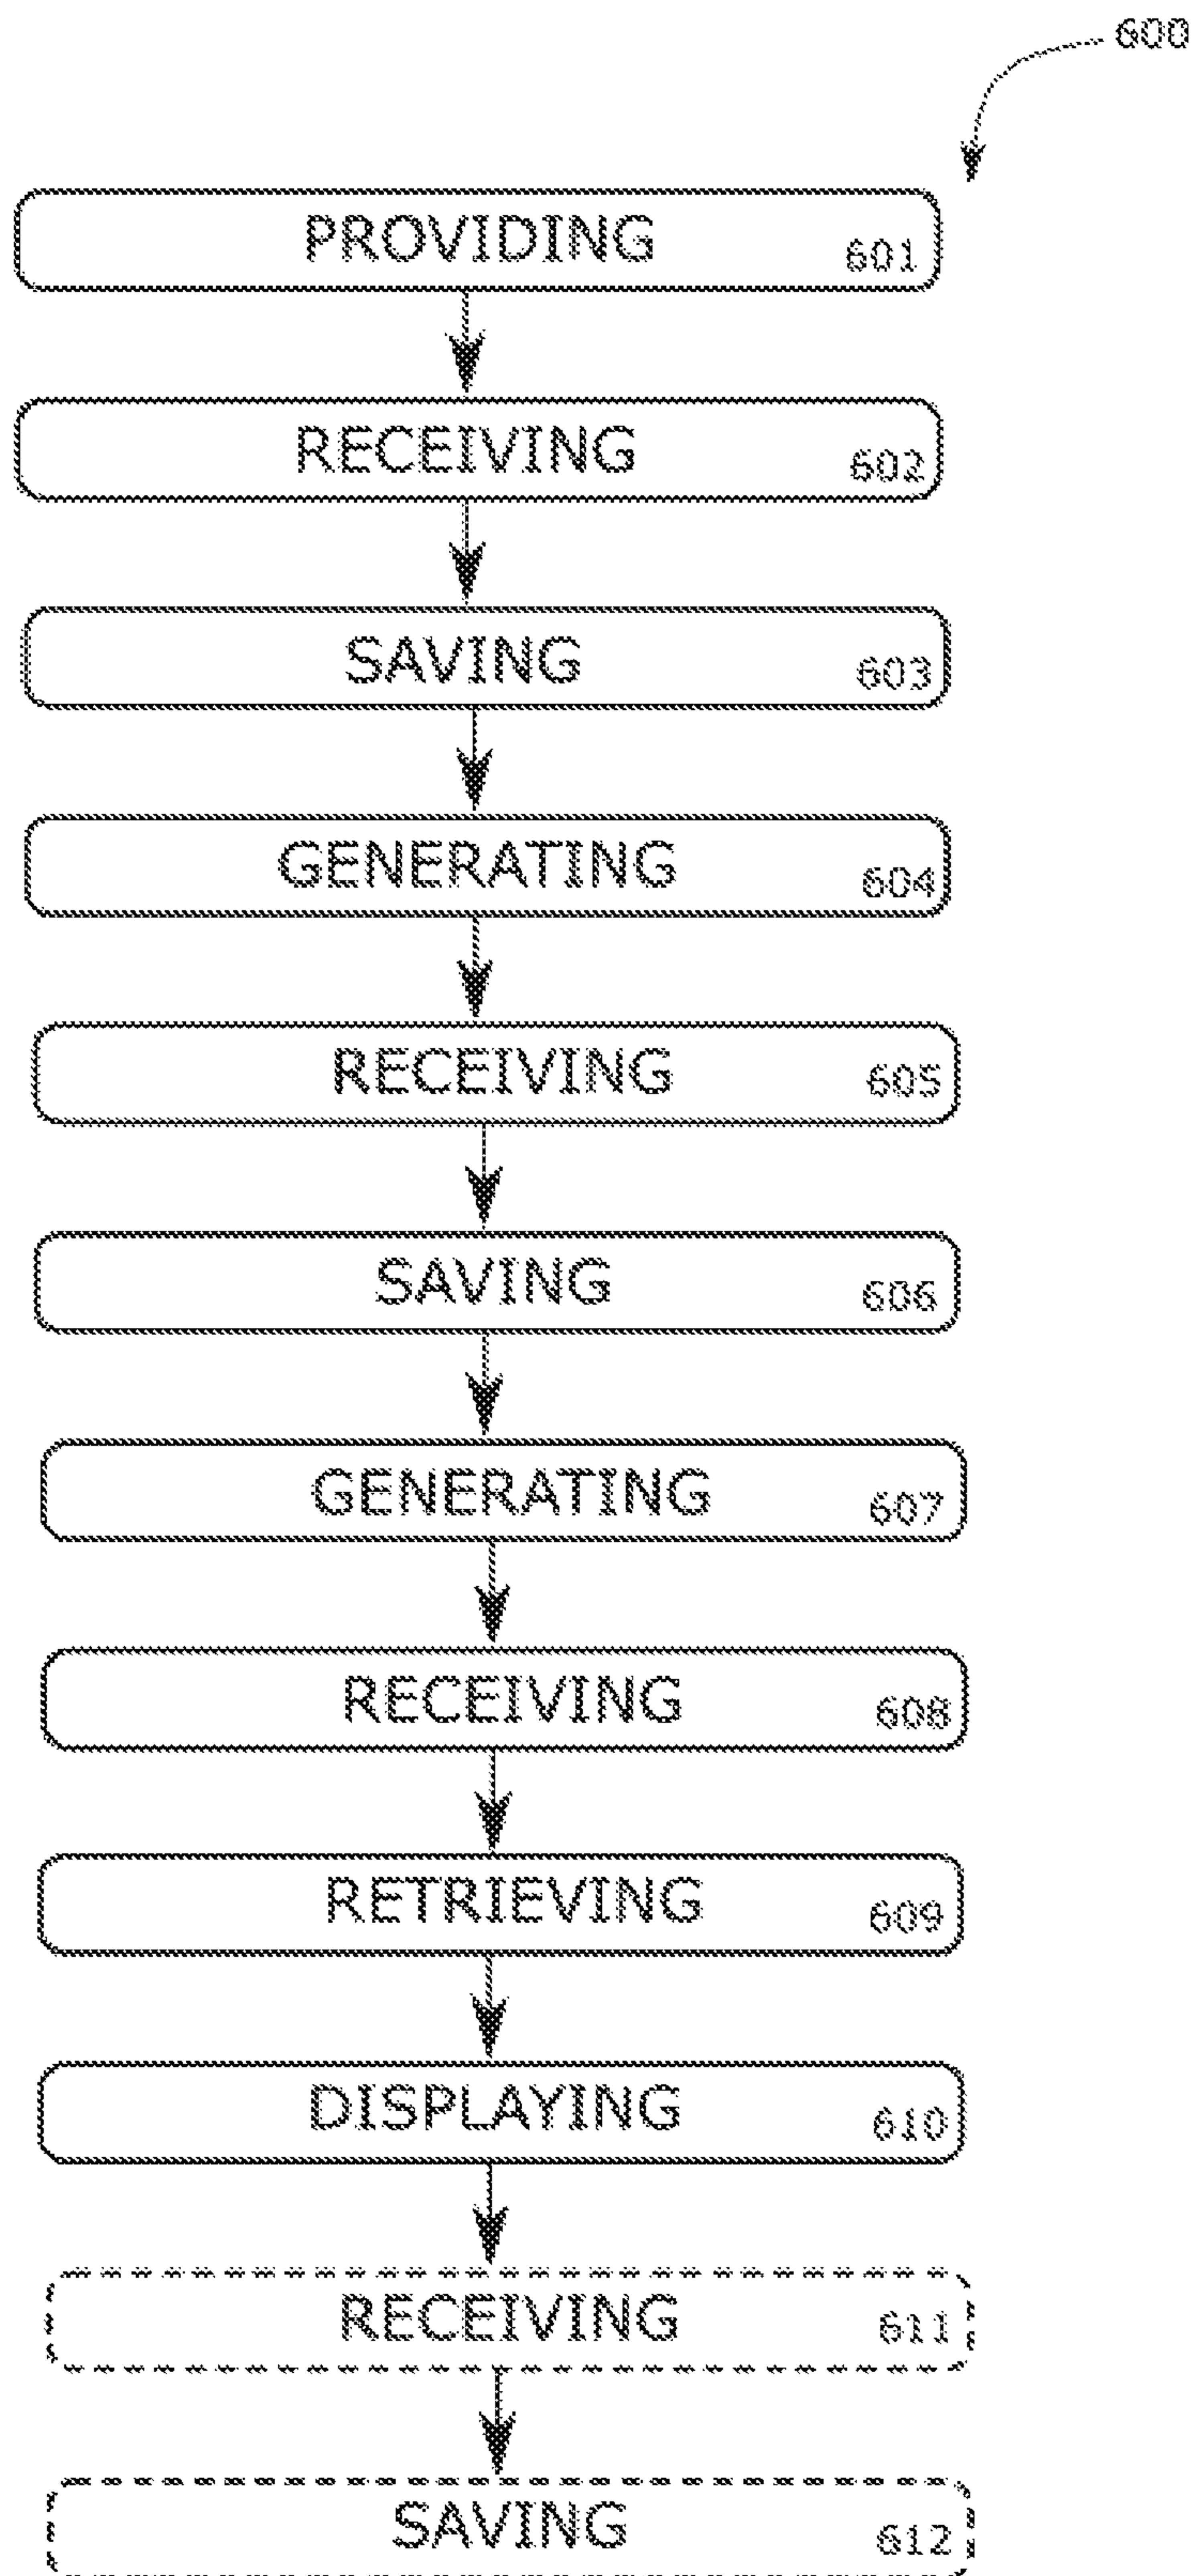 600
PROVIDING 601
RECEIVING 602
SAVING 603
GENERATING 604
RECEIVING 605
SAVING 606
GENERATING 607
RECEIVING 608
RETRIEVING 609
DISPLAYING 610
RECEIVING 611
SAVING 612